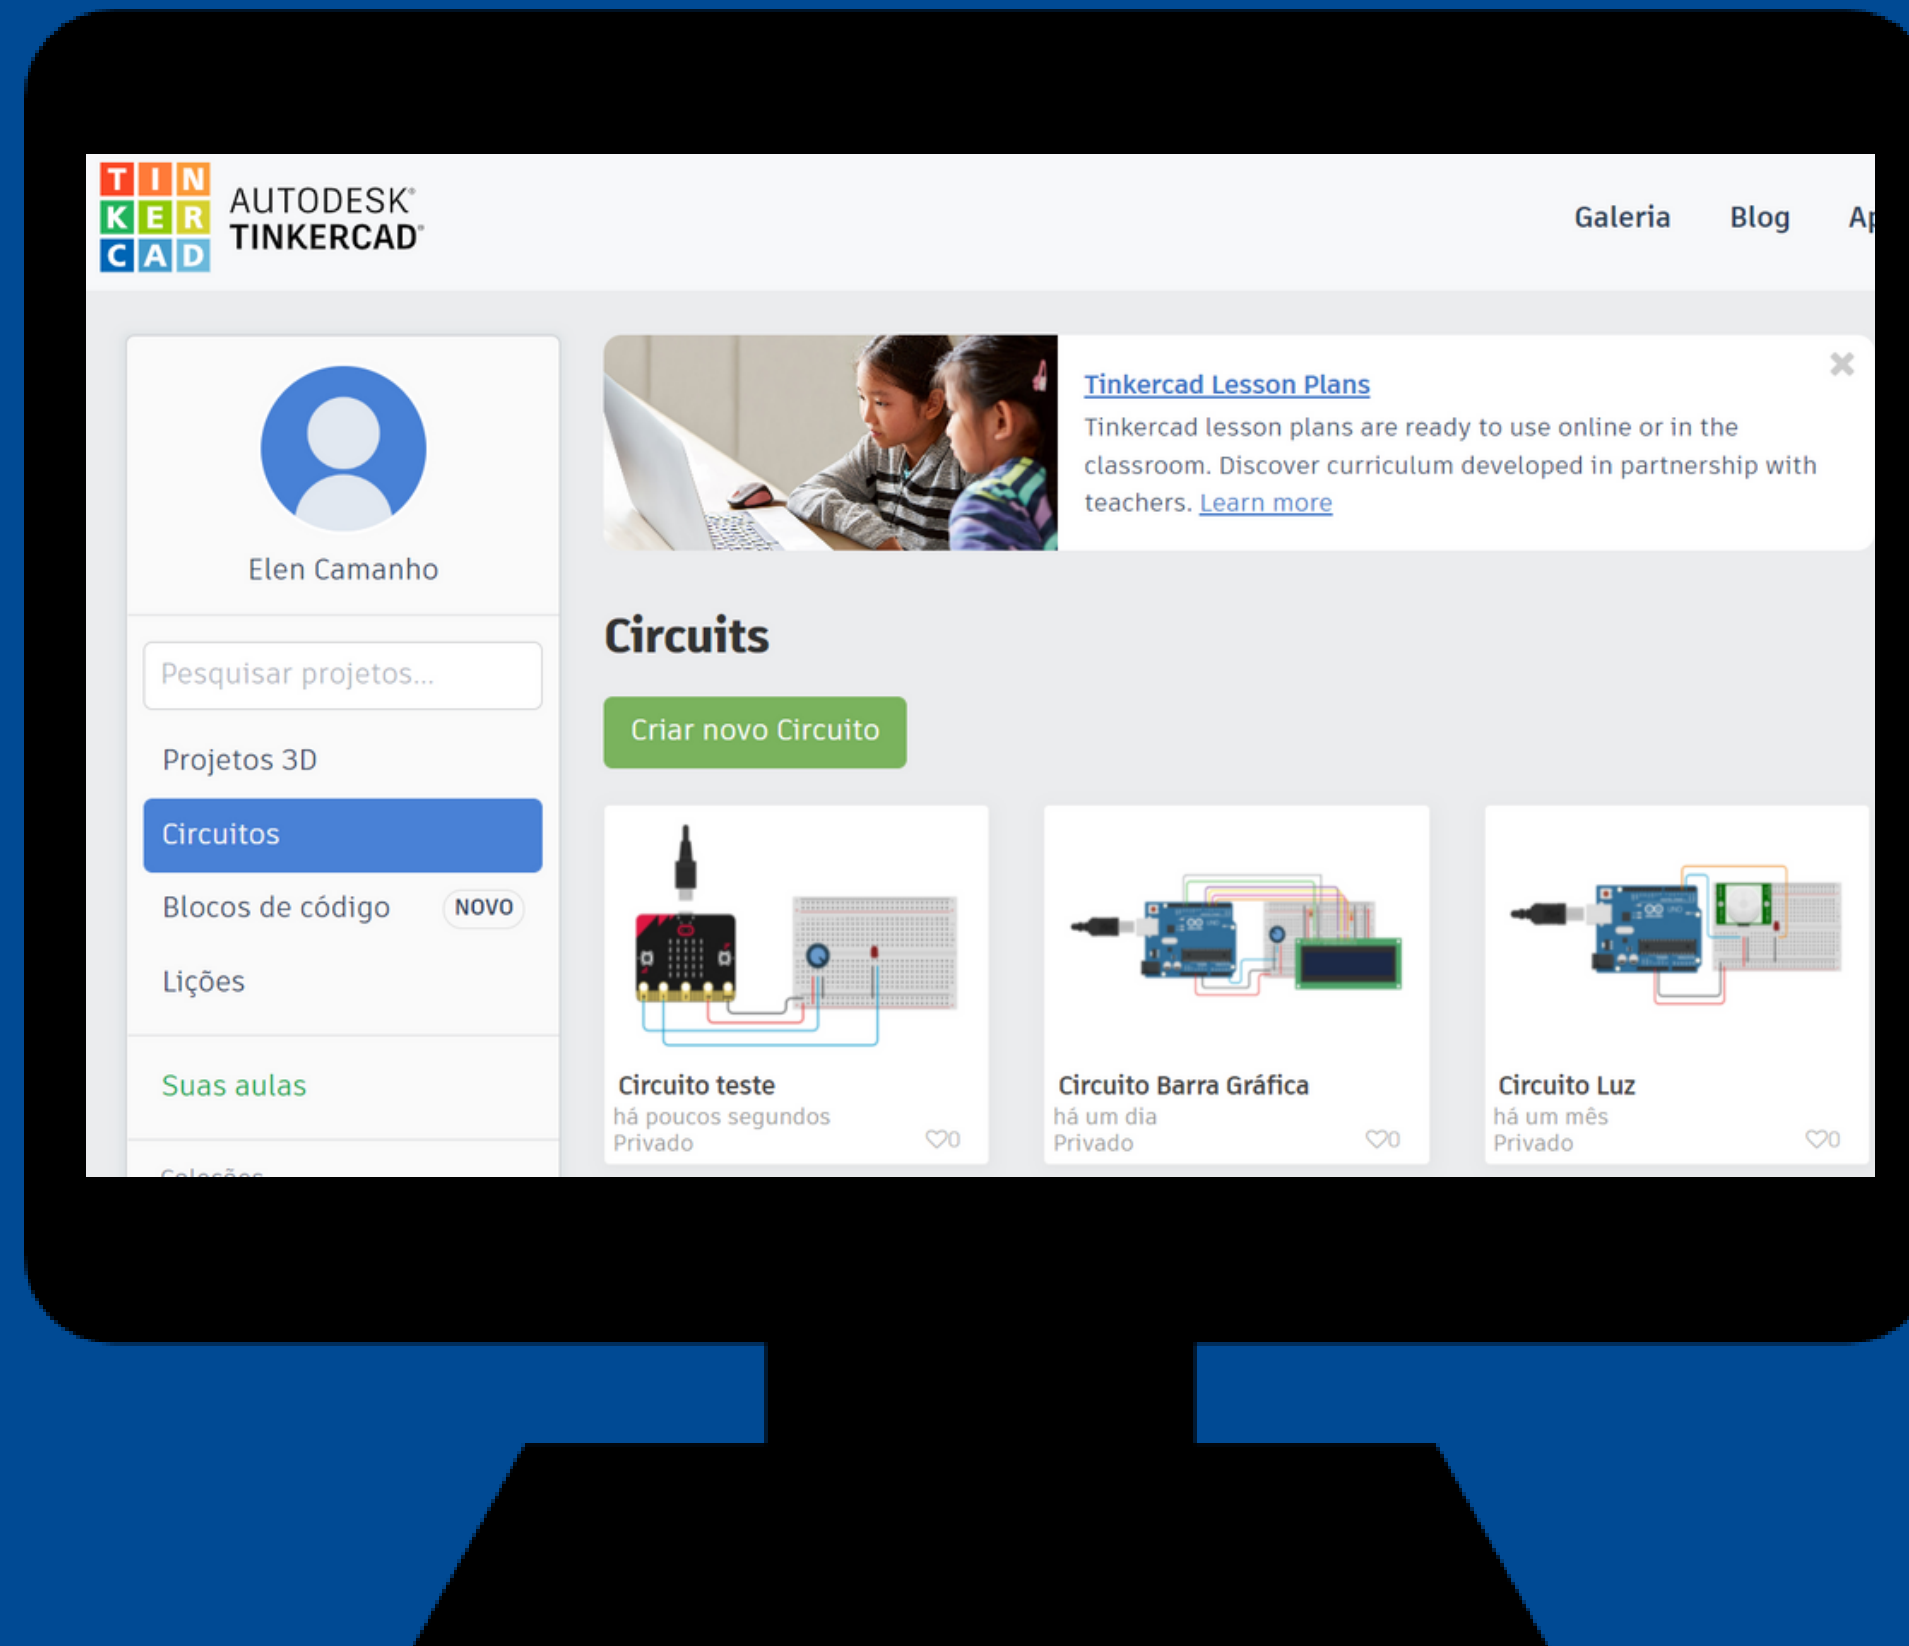 TIN
KER
CAD
AUTODESK®
TINKERCAD®
Galeria Blog
Elen Camanho
Pesquisar projetos...
Projetos 3D
Circuitos
Blocos de código NOVO
Lições
Suas aulas
Coleções
Tinkercad Lesson Plans
Tinkercad lesson plans are ready to use online or in the
classroom. Discover curriculum developed in partnership with
teachers. Learn more
Circuits
Criar novo Circuito
Circuito teste
há poucos segundos
Privado 0
Circuito Barra Gráfica
há um dia
Privado 0
Circuito Luz
há um mês
Privado 0